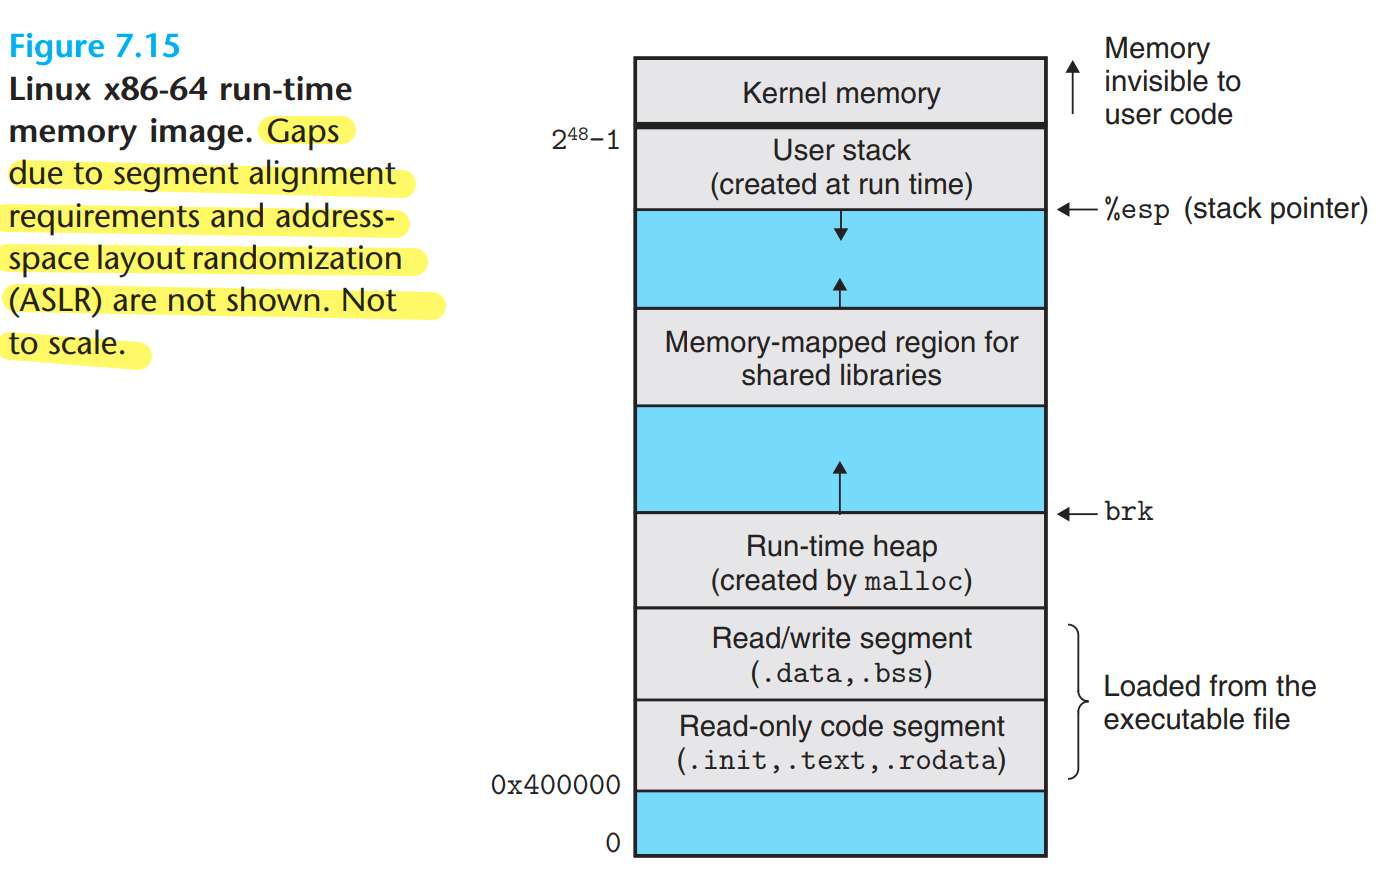 Figure 7.15
Linux x86-64 run-time
memory image. Gaps
due to segment alignment
requirements and address-
space layout randomization
(ASLR) are not shown. Not
to scale.
Memory
invisible to
user code
Kernel memory
2⁴⁸−1
User stack
(created at run time)
%esp (stack pointer)
Memory-mapped region for
shared libraries
brk
Run-time heap
(created by malloc)
Read/write segment
(.data,.bss)
Loaded from the
executable file
Read-only code segment
(.init,.text,.rodata)
0x400000
0